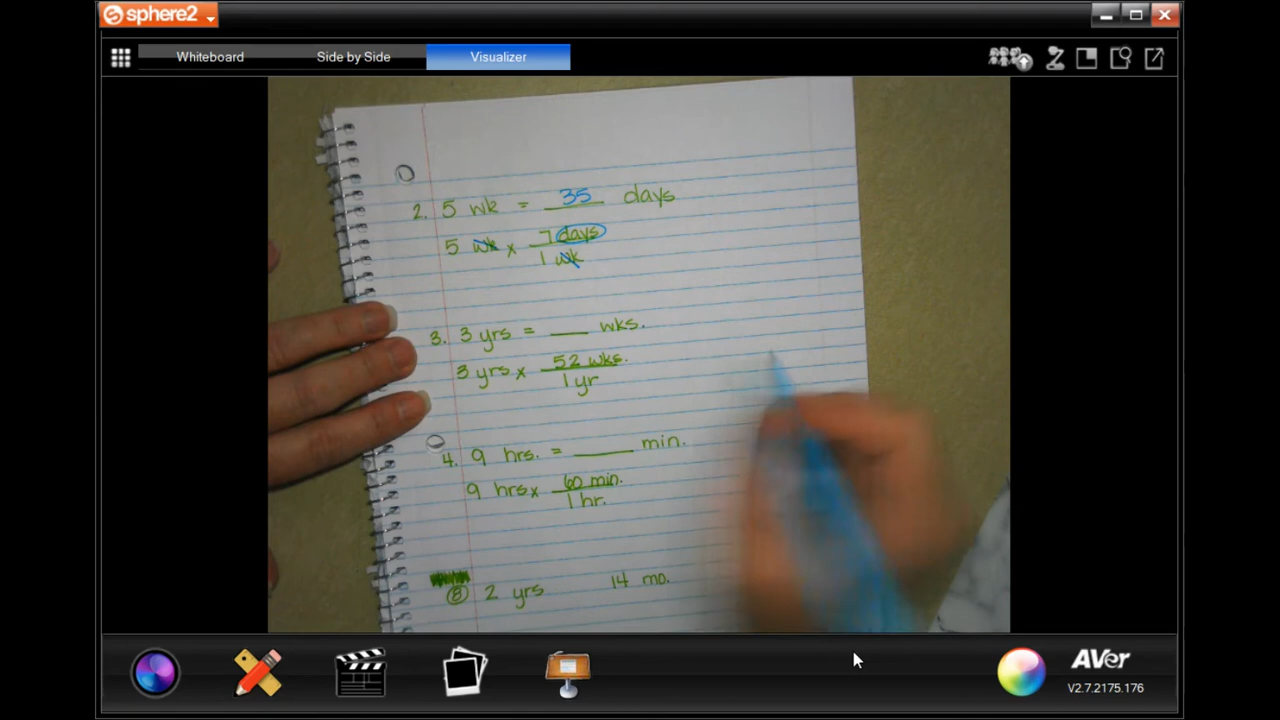 sphere2
Whiteboard Side by Side Visualizer
2. 5 wk = 35 days
5 wk x 7 days
1 wk
3. 3 yrs = ___ wks.
3 yrs x 52 wks.
1 yr
4. 9 hrs. = ___ min.
9 hrs x 60 min.
1 hr.
8 2 yrs 14 mo.
AVer
V2.7.2175.176